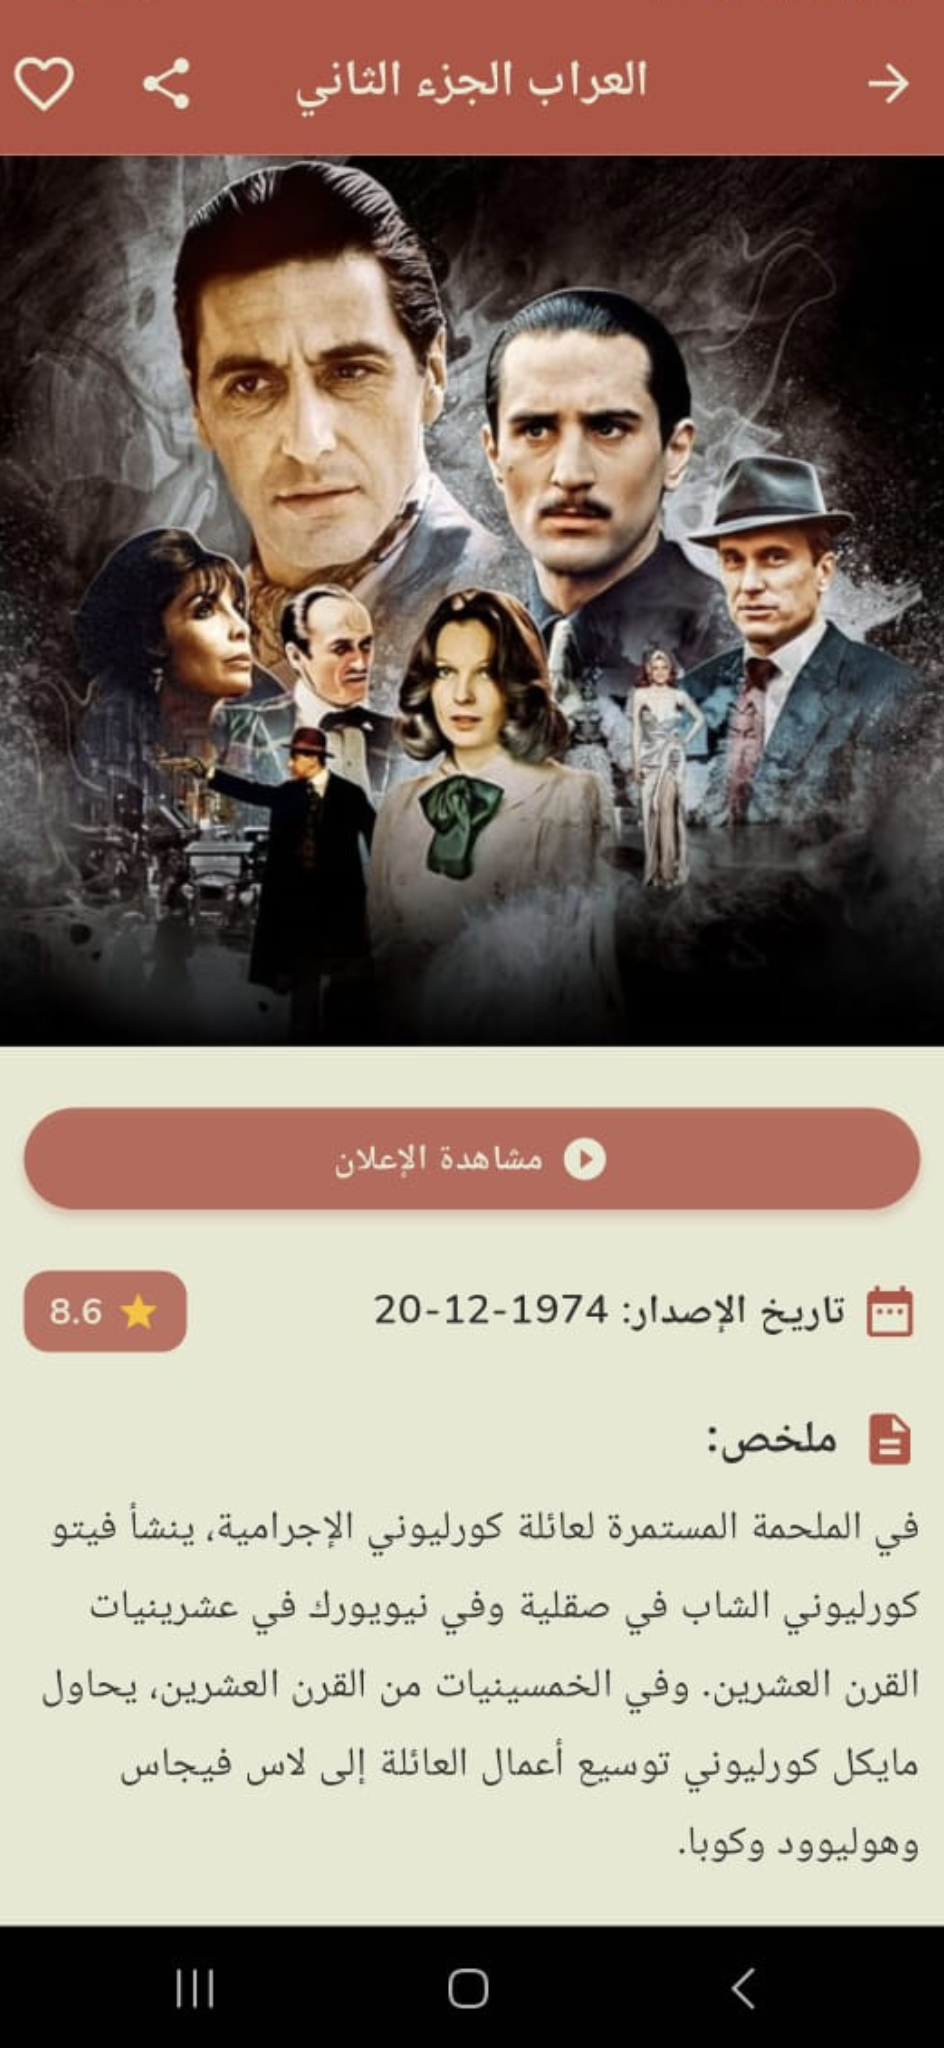 العراب الجزء الثاني
مشاهدة الإعلان
تاريخ الإصدار: 1974-12-20
8.6
ملخص:
في الملحمة المستمرة لعائلة كورليوني الإجرامية، ينشأ فيتو
كورليوني الشاب في صقلية وفي نيويورك في عشرينيات
القرن العشرين. وفي الخمسينيات من القرن العشرين، يحاول
مايكل كورليوني توسيع أعمال العائلة إلى لاس فيجاس
وهوليوود وكوبا.